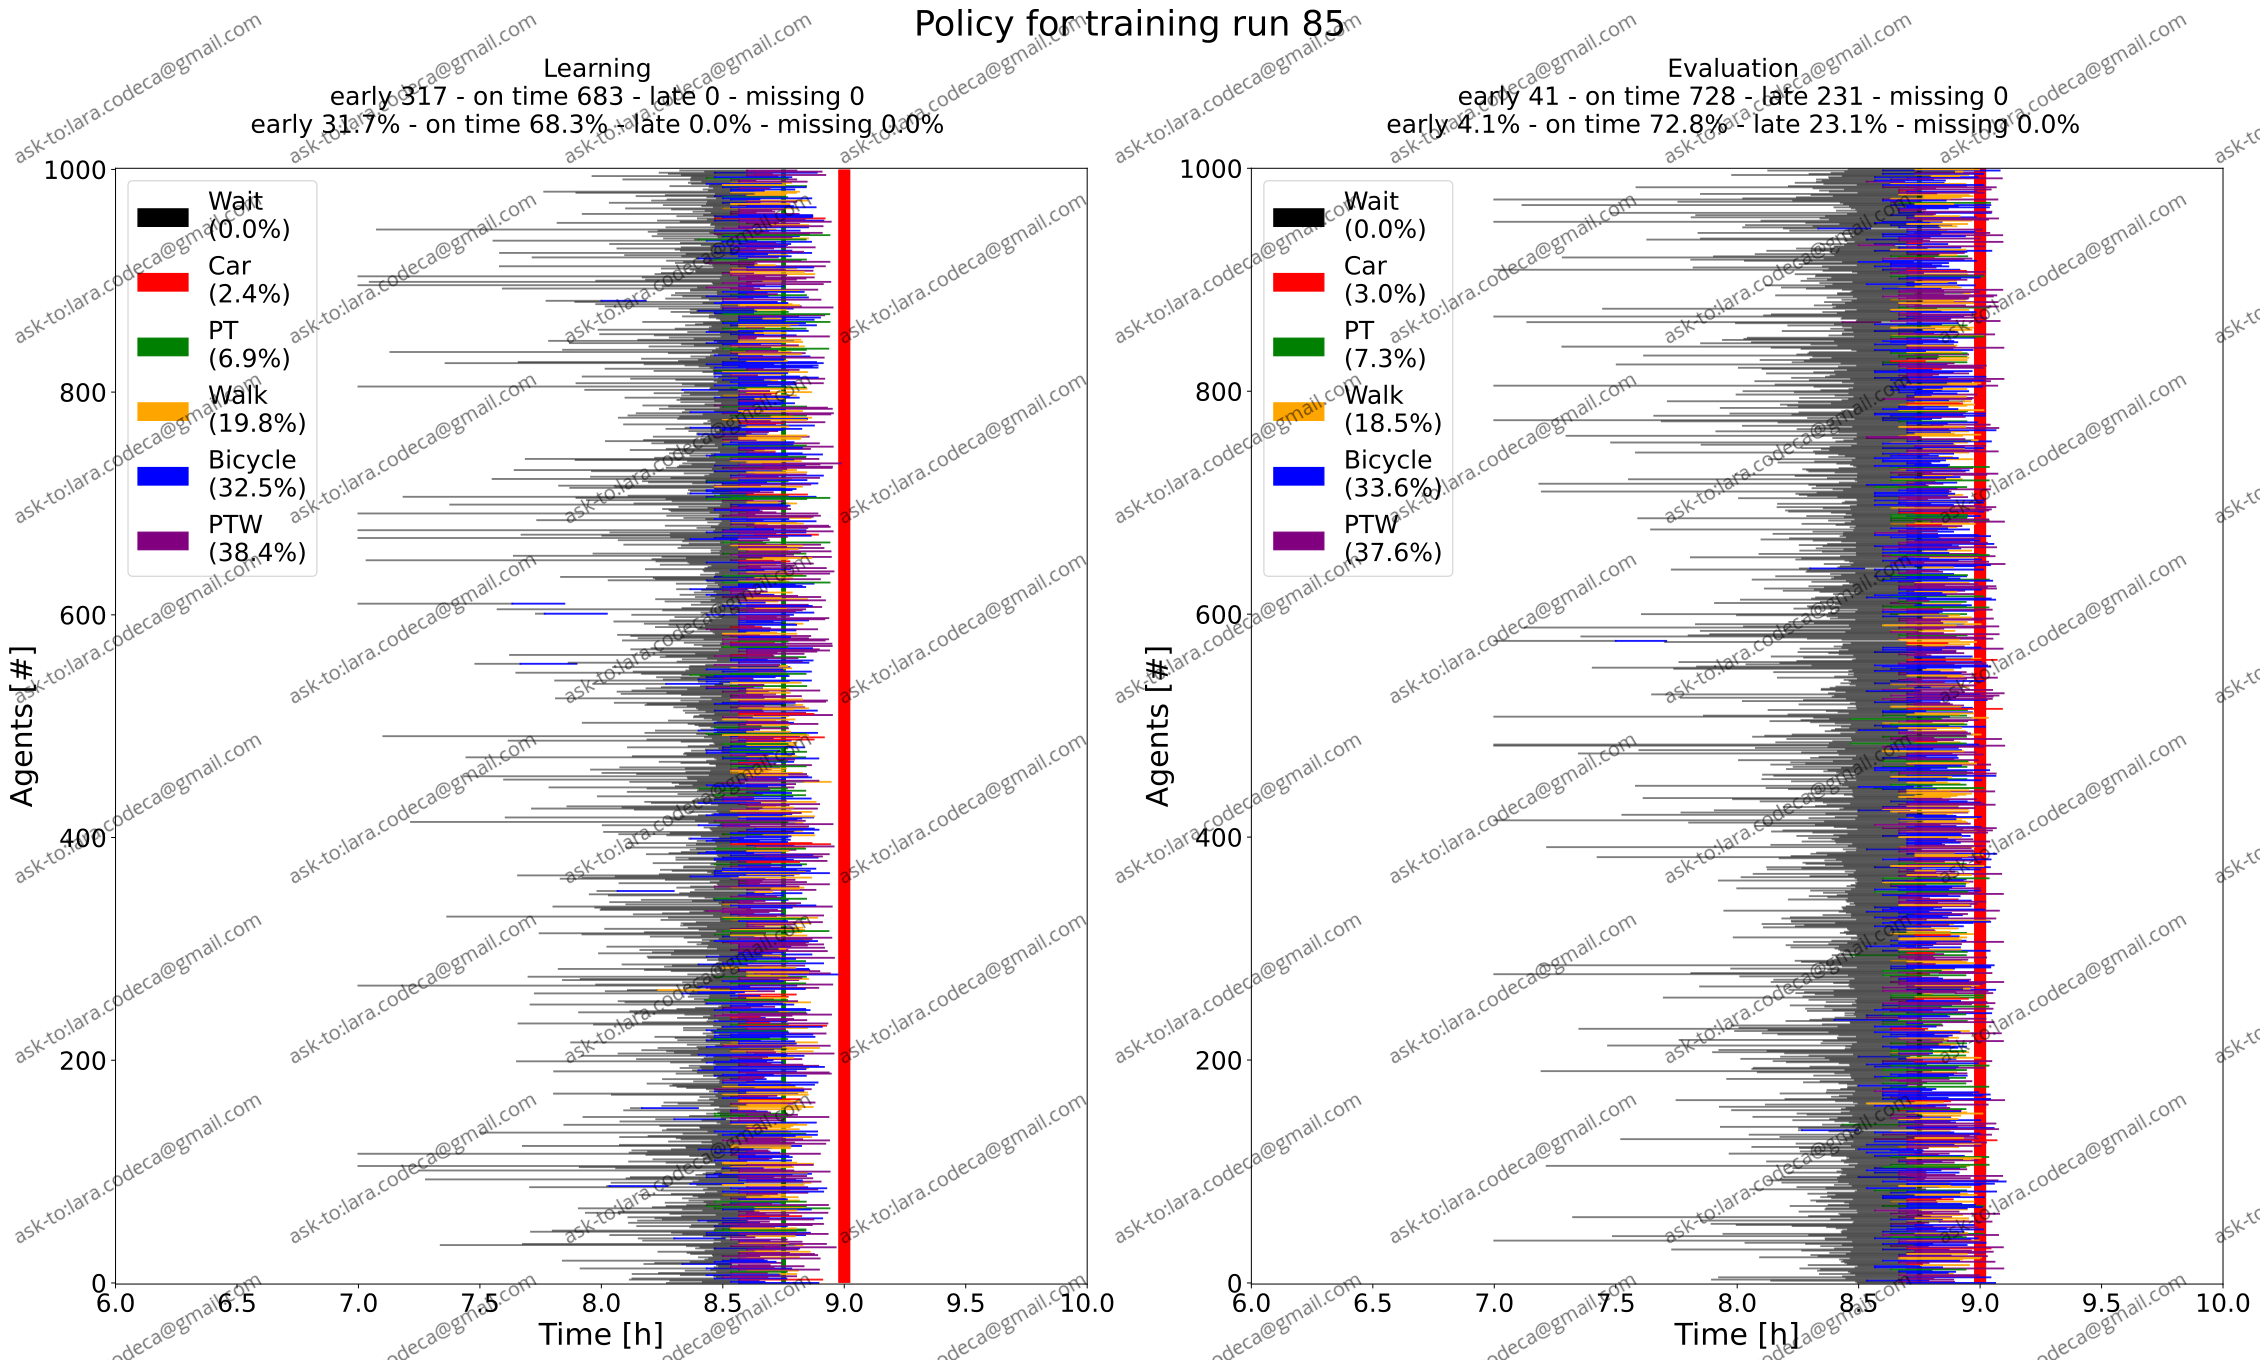 Policy for training run 85
Learning
early 317 - on time 683 - late 0 - missing 0
early 31.7% - on time 68.3% - late 0.0% - missing 0.0%
Agents [#]
1000
800
600
400
200
0
Wait
(0.0%)
Car
(2.4%)
PT
(6.9%)
Walk
(19.8%)
Bicycle
(32.5%)
PTW
(38.4%)
6.0 6.5 7.0 7.5 8.0 8.5 9.0 9.5 10.0
Time [h]
Evaluation
early 41 - on time 728 - late 231 - missing 0
early 4.1% - on time 72.8% - late 23.1% - missing 0.0%
Agents [#]
1000
800
600
400
200
0
Wait
(0.0%)
Car
(3.0%)
PT
(7.3%)
Walk
(18.5%)
Bicycle
(33.6%)
PTW
(37.6%)
6.0 6.5 7.0 7.5 8.0 8.5 9.0 9.5 10.0
Time [h]
ask-to:lara.codeca@gmail.com